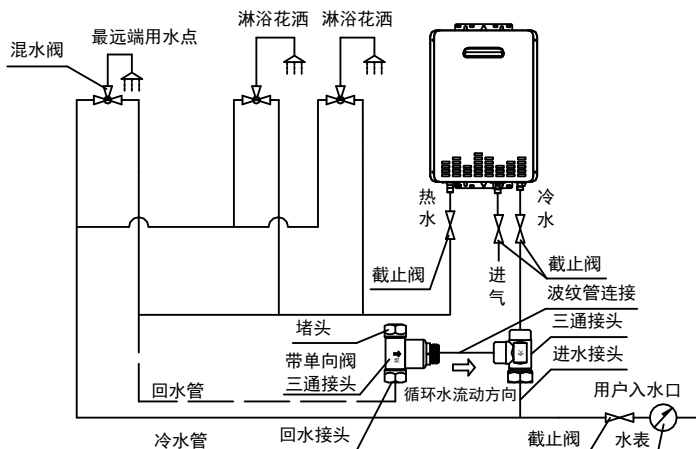 最远端用水点
淋浴花洒
淋浴花洒
混水阀
热水
冷水
截止阀
进气
截止阀
波纹管连接
堵头
三通接头
带单向阀
三通接头
进水接头
回水管
循环水流动方向
用户入水口
冷水管
回水接头
截止阀
水表